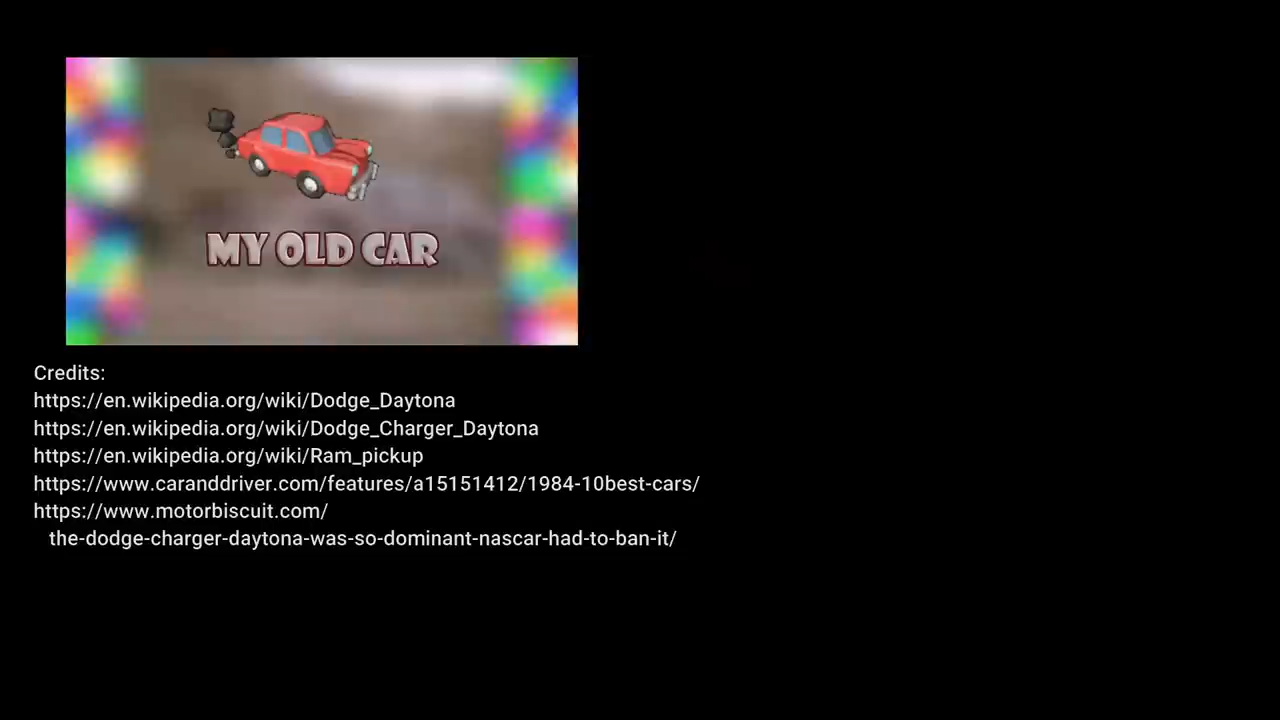 MY OLD CAR
Credits:
https://en.wikipedia.org/wiki/Dodge_Daytona
https://en.wikipedia.org/wiki/Dodge_Charger_Daytona
https://en.wikipedia.org/wiki/Ram_pickup
https://www.caranddriver.com/features/a15151412/1984-10best-cars/
https://www.motorbiscuit.com/
the-dodge-charger-daytona-was-so-dominant-nascar-had-to-ban-it/